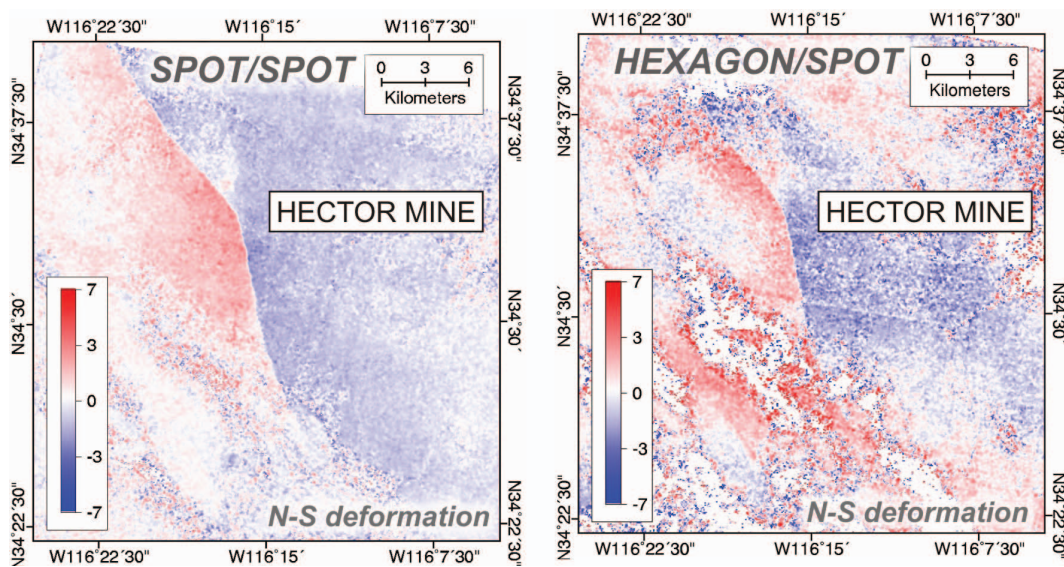 W116°22'30" W116°15' W116°7'30"
SPOT/SPOT
0 3 6
Kilometers
N34°37'30"
N34°37'30"
HECTOR MINE
7
3
0
-3
-7
N34°30'
N34°30'
N34°22'30"
N34°22'30"
N-S deformation
W116°22'30" W116°15' W116°7'30"
W116°22'30" W116°15' W116°7'30"
HEXAGON/SPOT
0 3 6
Kilometers
N34°37'30"
N34°37'30"
HECTOR MINE
7
3
0
-3
-7
N34°30'
N34°30'
N34°22'30"
N34°22'30"
N-S deformation
W116°22'30" W116°15' W116°7'30"